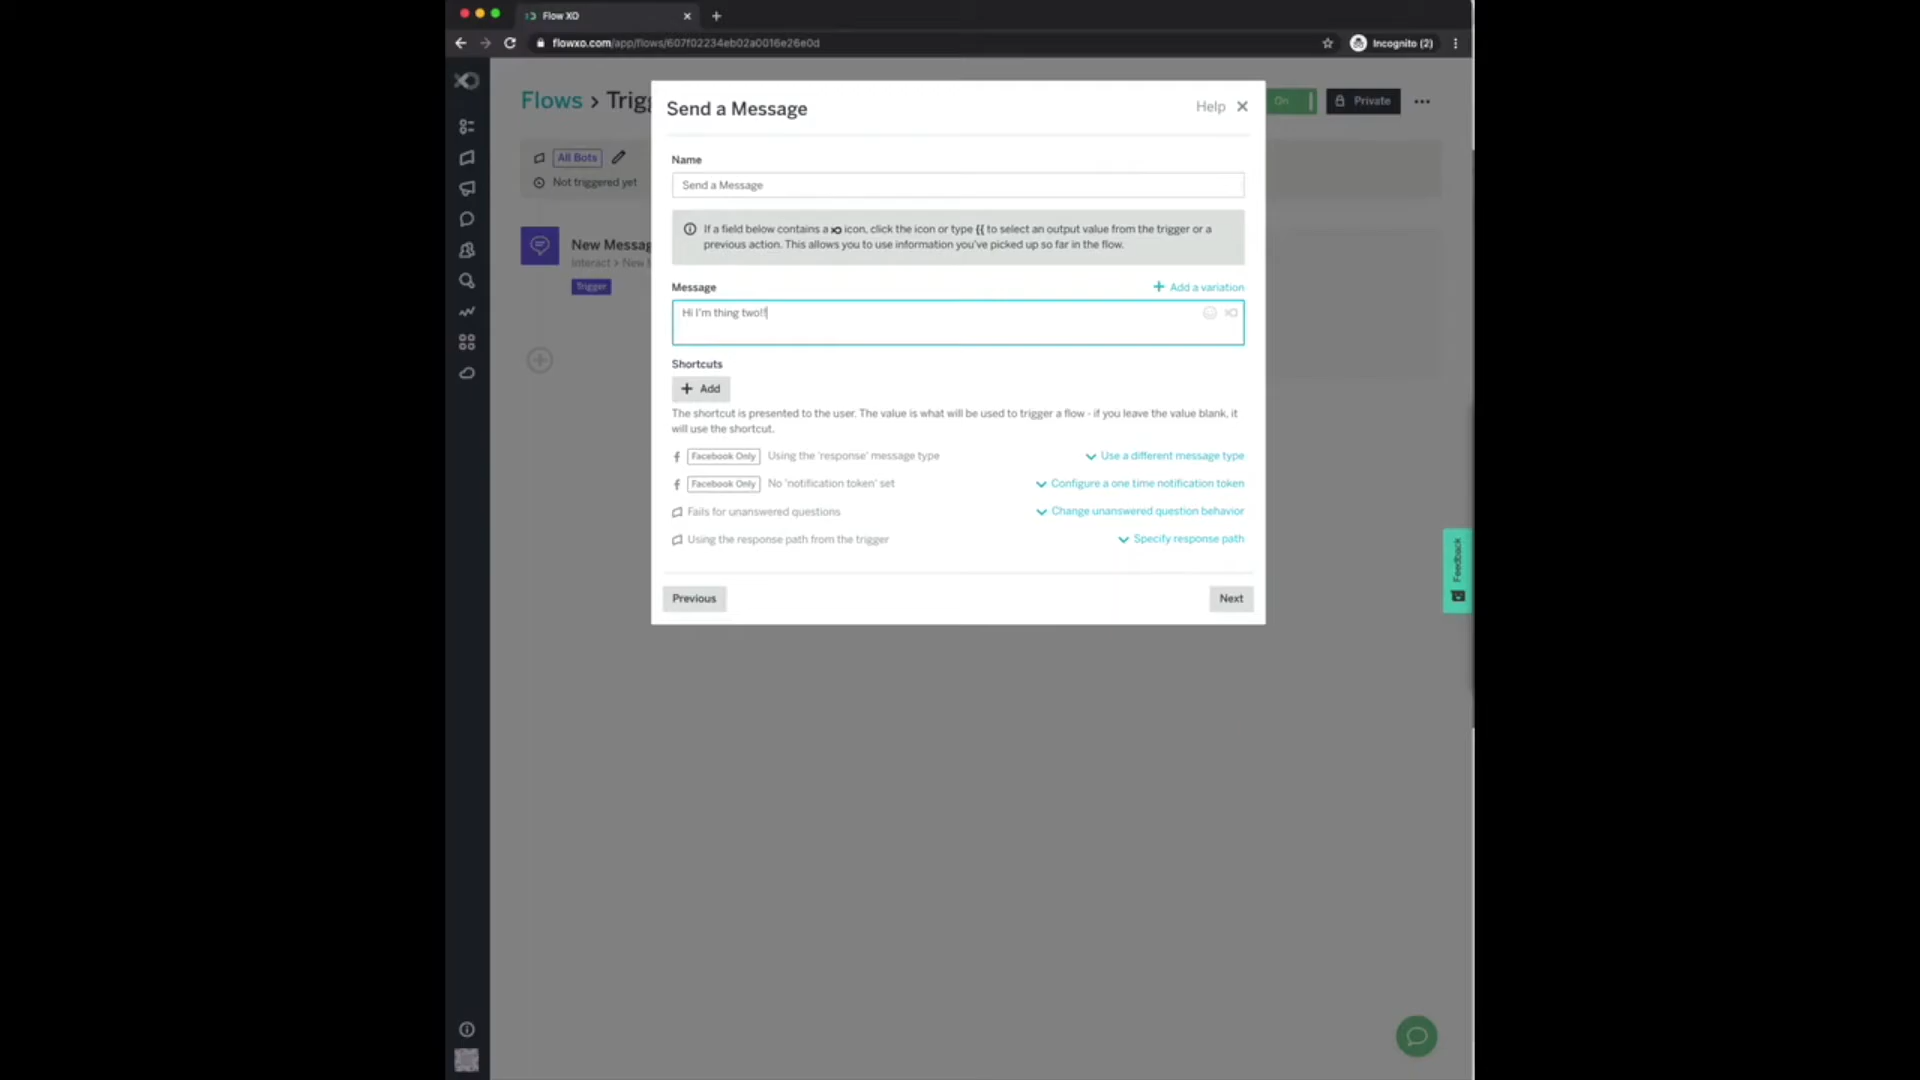 Flow XO
flowxo.com/app/flows/607f02234eb02a0016e26e0d
Incognito (2)
Flows > Trigg
On
Private
All Bots
Not triggered yet
New Messag
Interact > New M
Trigger
Send a Message
Help
Name
Send a Message
If a field below contains a XO icon, click the icon or type {{ to select an output value from the trigger or a
previous action. This allows you to use information you've picked up so far in the flow.
Message
+ Add a variation
Hi I'm thing two!!
Shortcuts
+ Add
The shortcut is presented to the user. The value is what will be used to trigger a flow - if you leave the value blank, it
will use the shortcut.
Facebook Only Using the 'response' message type
Use a different message type
Facebook Only No 'notification token' set
Configure a one time notification token
Fails for unanswered questions
Change unanswered question behavior
Using the response path from the trigger
Specify response path
Previous
Next
Feedback